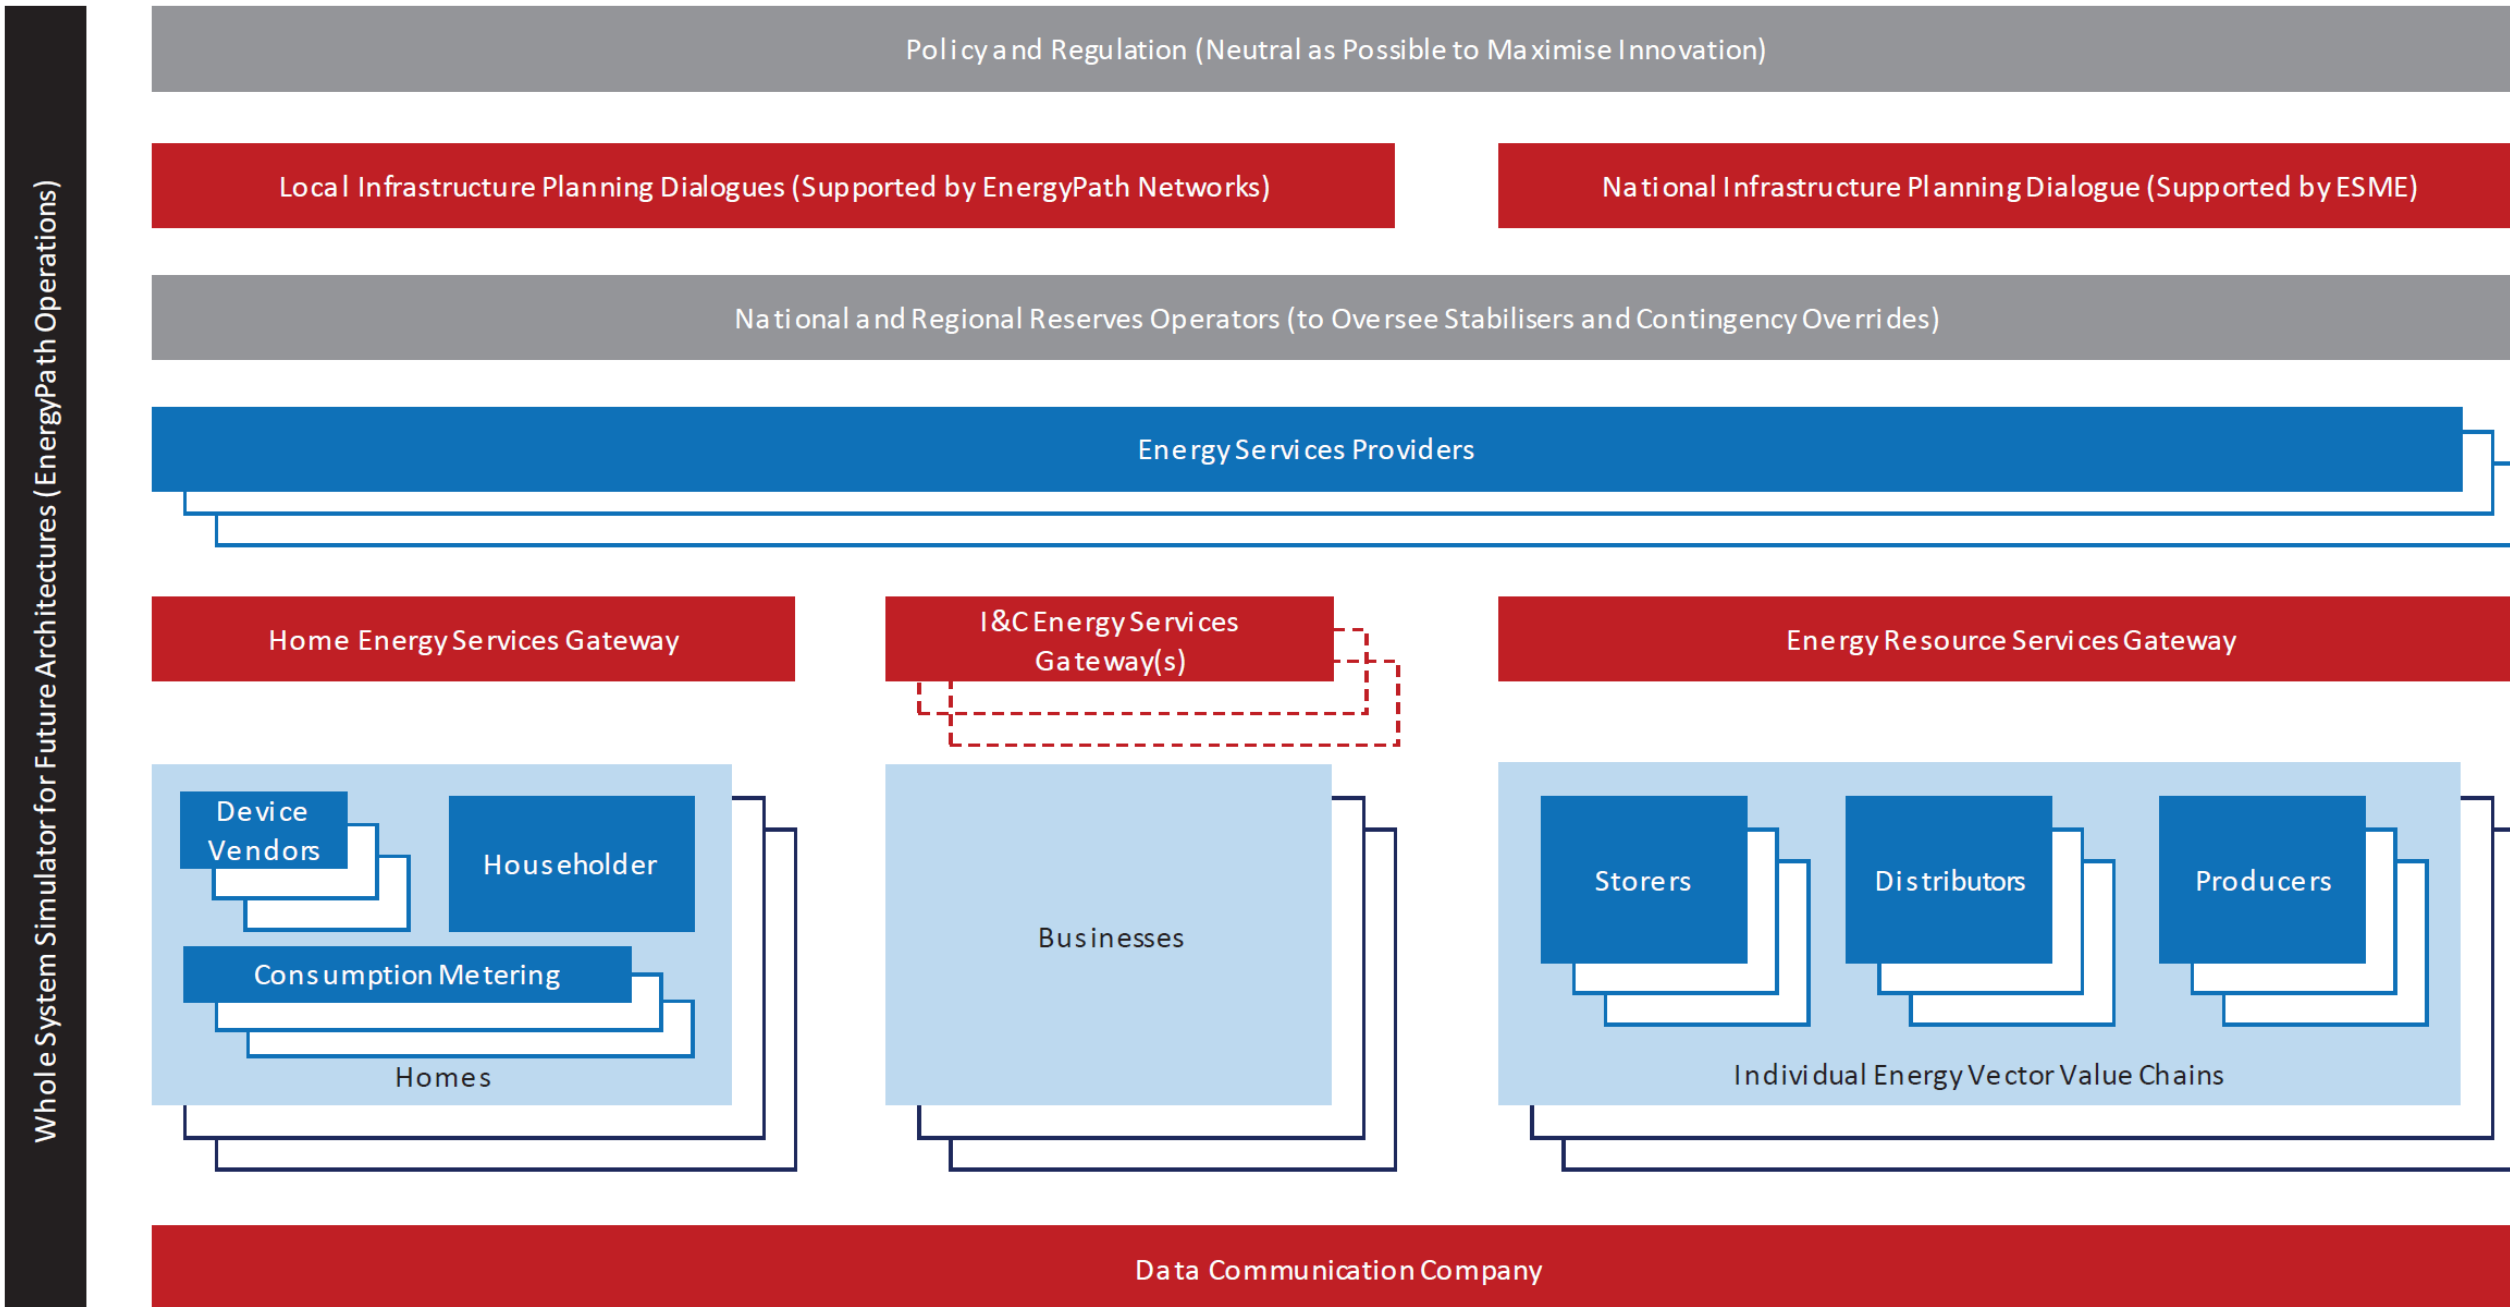 Whole System Simulator for Future Architectures (EnergyPath Operations)
Policy and Regulation (Neutral as Possible to Maximise Innovation)
Local Infrastructure Planning Dialogues (Supported by EnergyPath Networks)
National Infrastructure Planning Dialogue (Supported by ESME)
National and Regional Reserves Operators (to Oversee Stabilisers and Contingency Overrides)
Energy Services Providers
Home Energy Services Gateway
I&C Energy Services
Gateway(s)
Energy Resource Services Gateway
Device
Vendors
Householder
Consumption Metering
Homes
Businesses
Storers
Distributors
Producers
Individual Energy Vector Value Chains
Data Communication Company